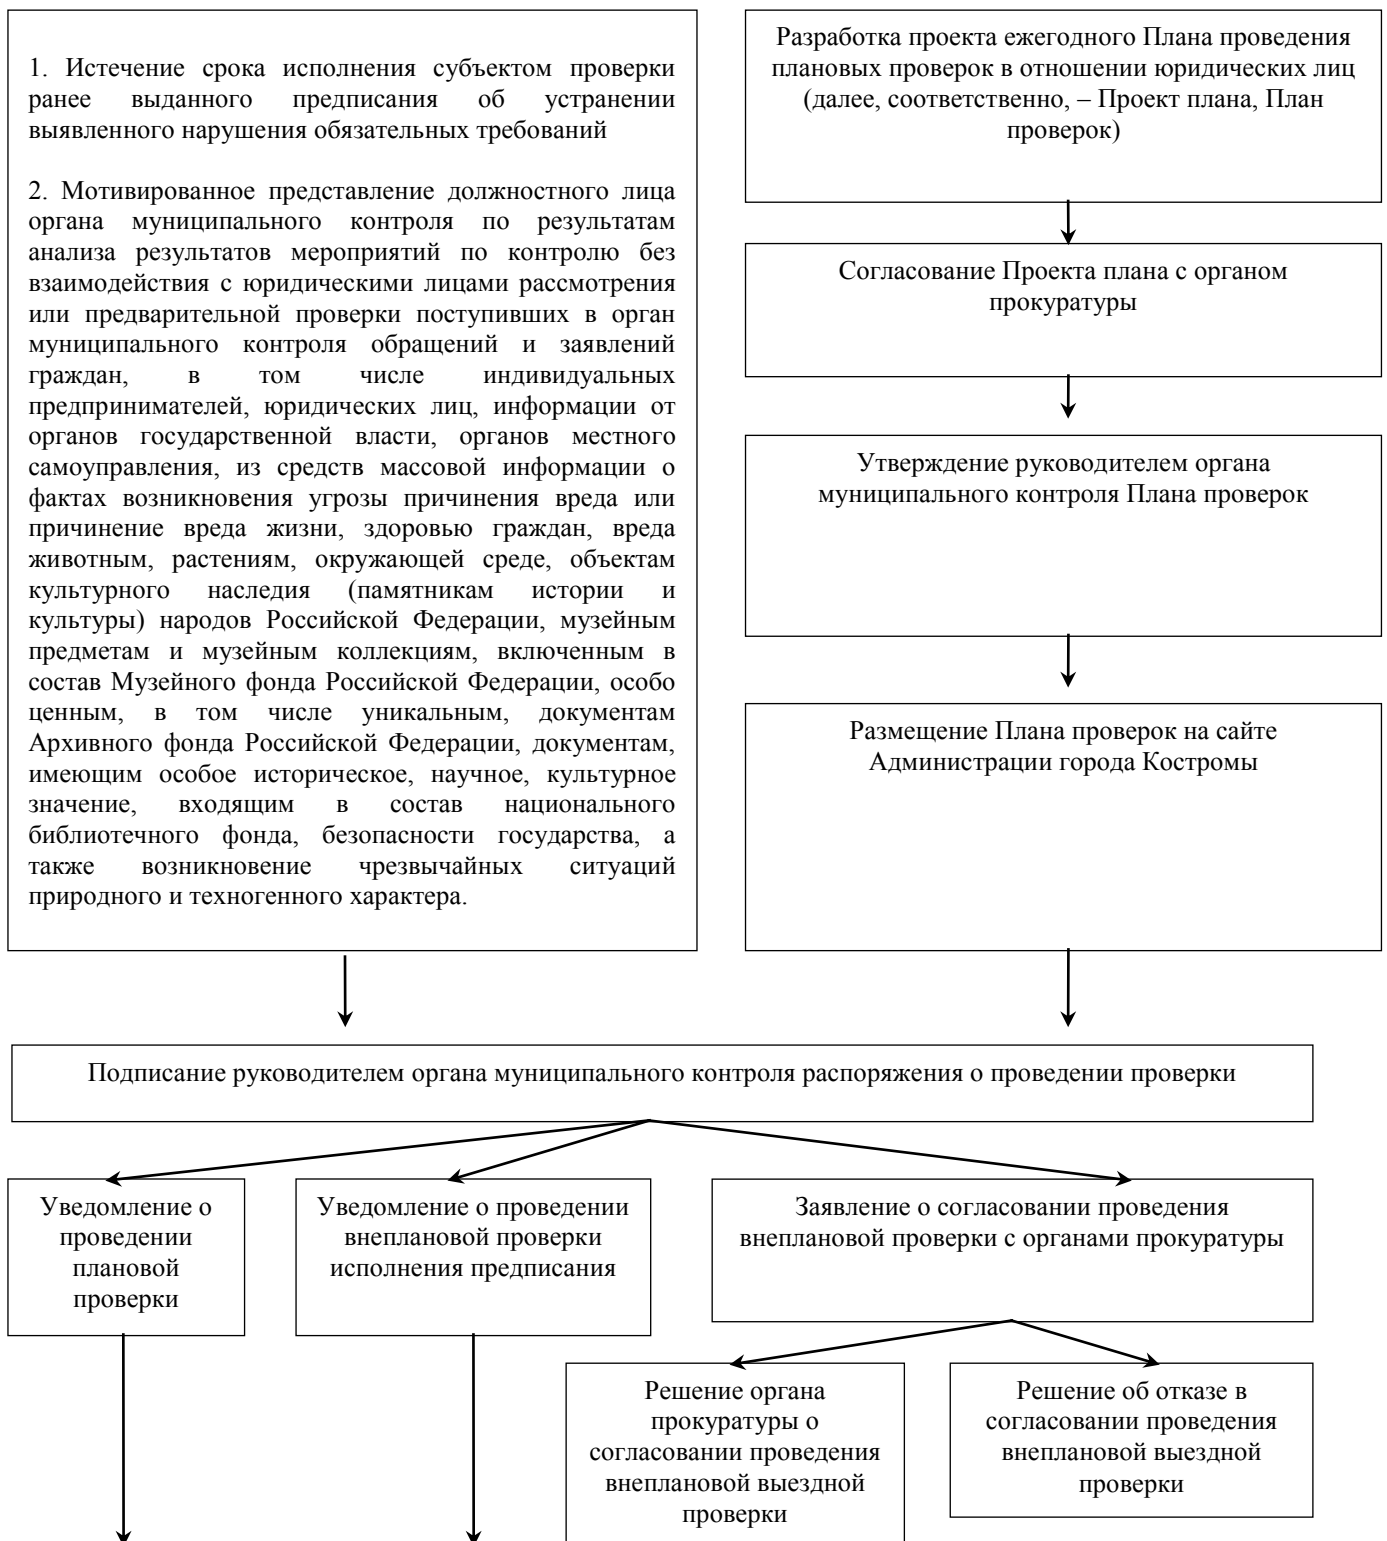 1. Истечение срока исполнения субъектом проверки
ранее выданного предписания об устранении
выявленного нарушения обязательных требований
2. Мотивированное представление должностного лица
органа муниципального контроля по результатам
анализа результатов мероприятий по контролю без
взаимодействия с юридическими лицами рассмотрения
или предварительной проверки поступивших в орган
муниципального контроля обращений и заявлений
граждан, в том числе индивидуальных
предпринимателей, юридических лиц, информации от
органов государственной власти, органов местного
самоуправления, из средств массовой информации о
фактах возникновения угрозы причинения вреда или
причинение вреда жизни, здоровью граждан, вреда
животным, растениям, окружающей среде, объектам
культурного наследия (памятникам истории и
культуры) народов Российской Федерации, музейным
предметам и музейным коллекциям, включенным в
состав Музейного фонда Российской Федерации, особо
ценным, в том числе уникальным, документам
Архивного фонда Российской Федерации, документам,
имеющим особое историческое, научное, культурное
значение, входящим в состав национального
библиотечного фонда, безопасности государства, а
также возникновение чрезвычайных ситуаций
природного и техногенного характера.
Разработка проекта ежегодного Плана проведения
плановых проверок в отношении юридических лиц
(далее, соответственно, – Проект плана, План
проверок)
Согласование Проекта плана с органом
прокуратуры
Утверждение руководителем органа
муниципального контроля Плана проверок
Размещение Плана проверок на сайте
Администрации города Костромы
Подписание руководителем органа муниципального контроля распоряжения о проведении проверки
Уведомление о
проведении
плановой
проверки
Уведомление о проведении
внеплановой проверки
исполнения предписания
Заявление о согласовании проведения
внеплановой проверки с органами прокуратуры
Решение органа
прокуратуры о
согласовании проведения
внеплановой выездной
проверки
Решение об отказе в
согласовании проведения
внеплановой выездной
проверки